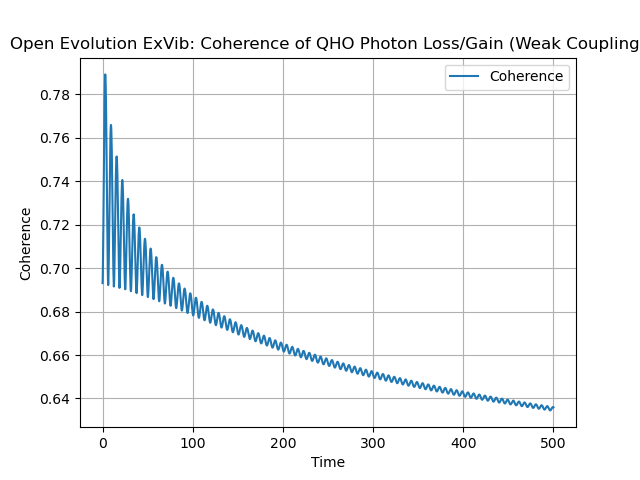 Open Evolution ExVib: Coherence of QHO Photon Loss/Gain (Weak Coupling
Coherence
0.78
0.76
0.74
0.72
0.70
0.68
0.66
0.64
Coherence
0 100 200 300 400 500
Time